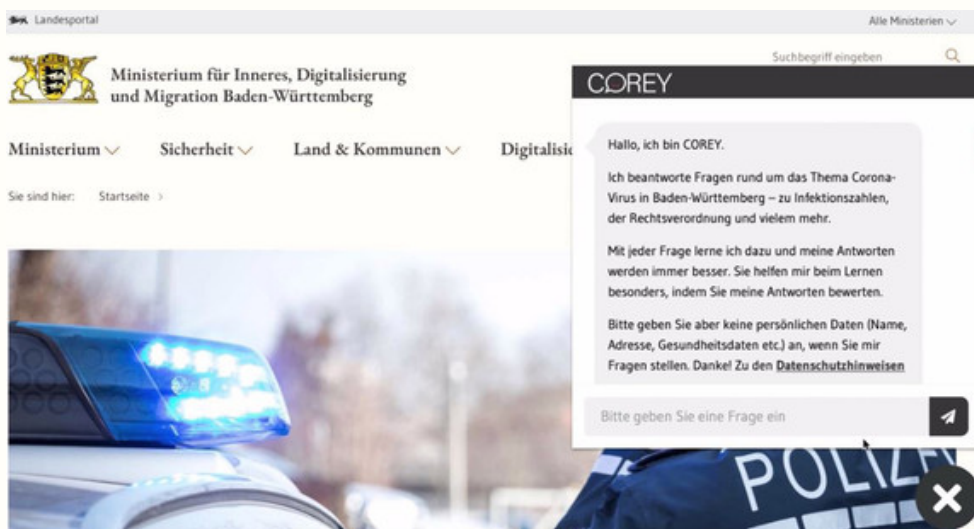 Landesportal
Alle Ministerien
Ministerium für Inneres, Digitalisierung
und Migration Baden-Württemberg
Suchbegriff eingeben
Ministerium
Sicherheit
Land & Kommunen
Sie sind hier: Startseite >
COREY
Hallo, ich bin COREY.
Ich beantworte Fragen rund um das Thema Corona-
Virus in Baden-Württemberg – zu Infektionszahlen,
der Rechtsverordnung und vielem mehr.
Mit jeder Frage lerne ich dazu und meine Antworten
werden immer besser. Sie helfen mir beim Lernen
besonders, indem Sie meine Antworten bewerten.
Bitte geben Sie aber keine persönlichen Daten (Name,
Adresse, Gesundheitsdaten etc.) an, wenn Sie mir
Fragen stellen. Danke! Zu den Datenschutzhinweisen
Bitte geben Sie eine Frage ein
POLIZEI